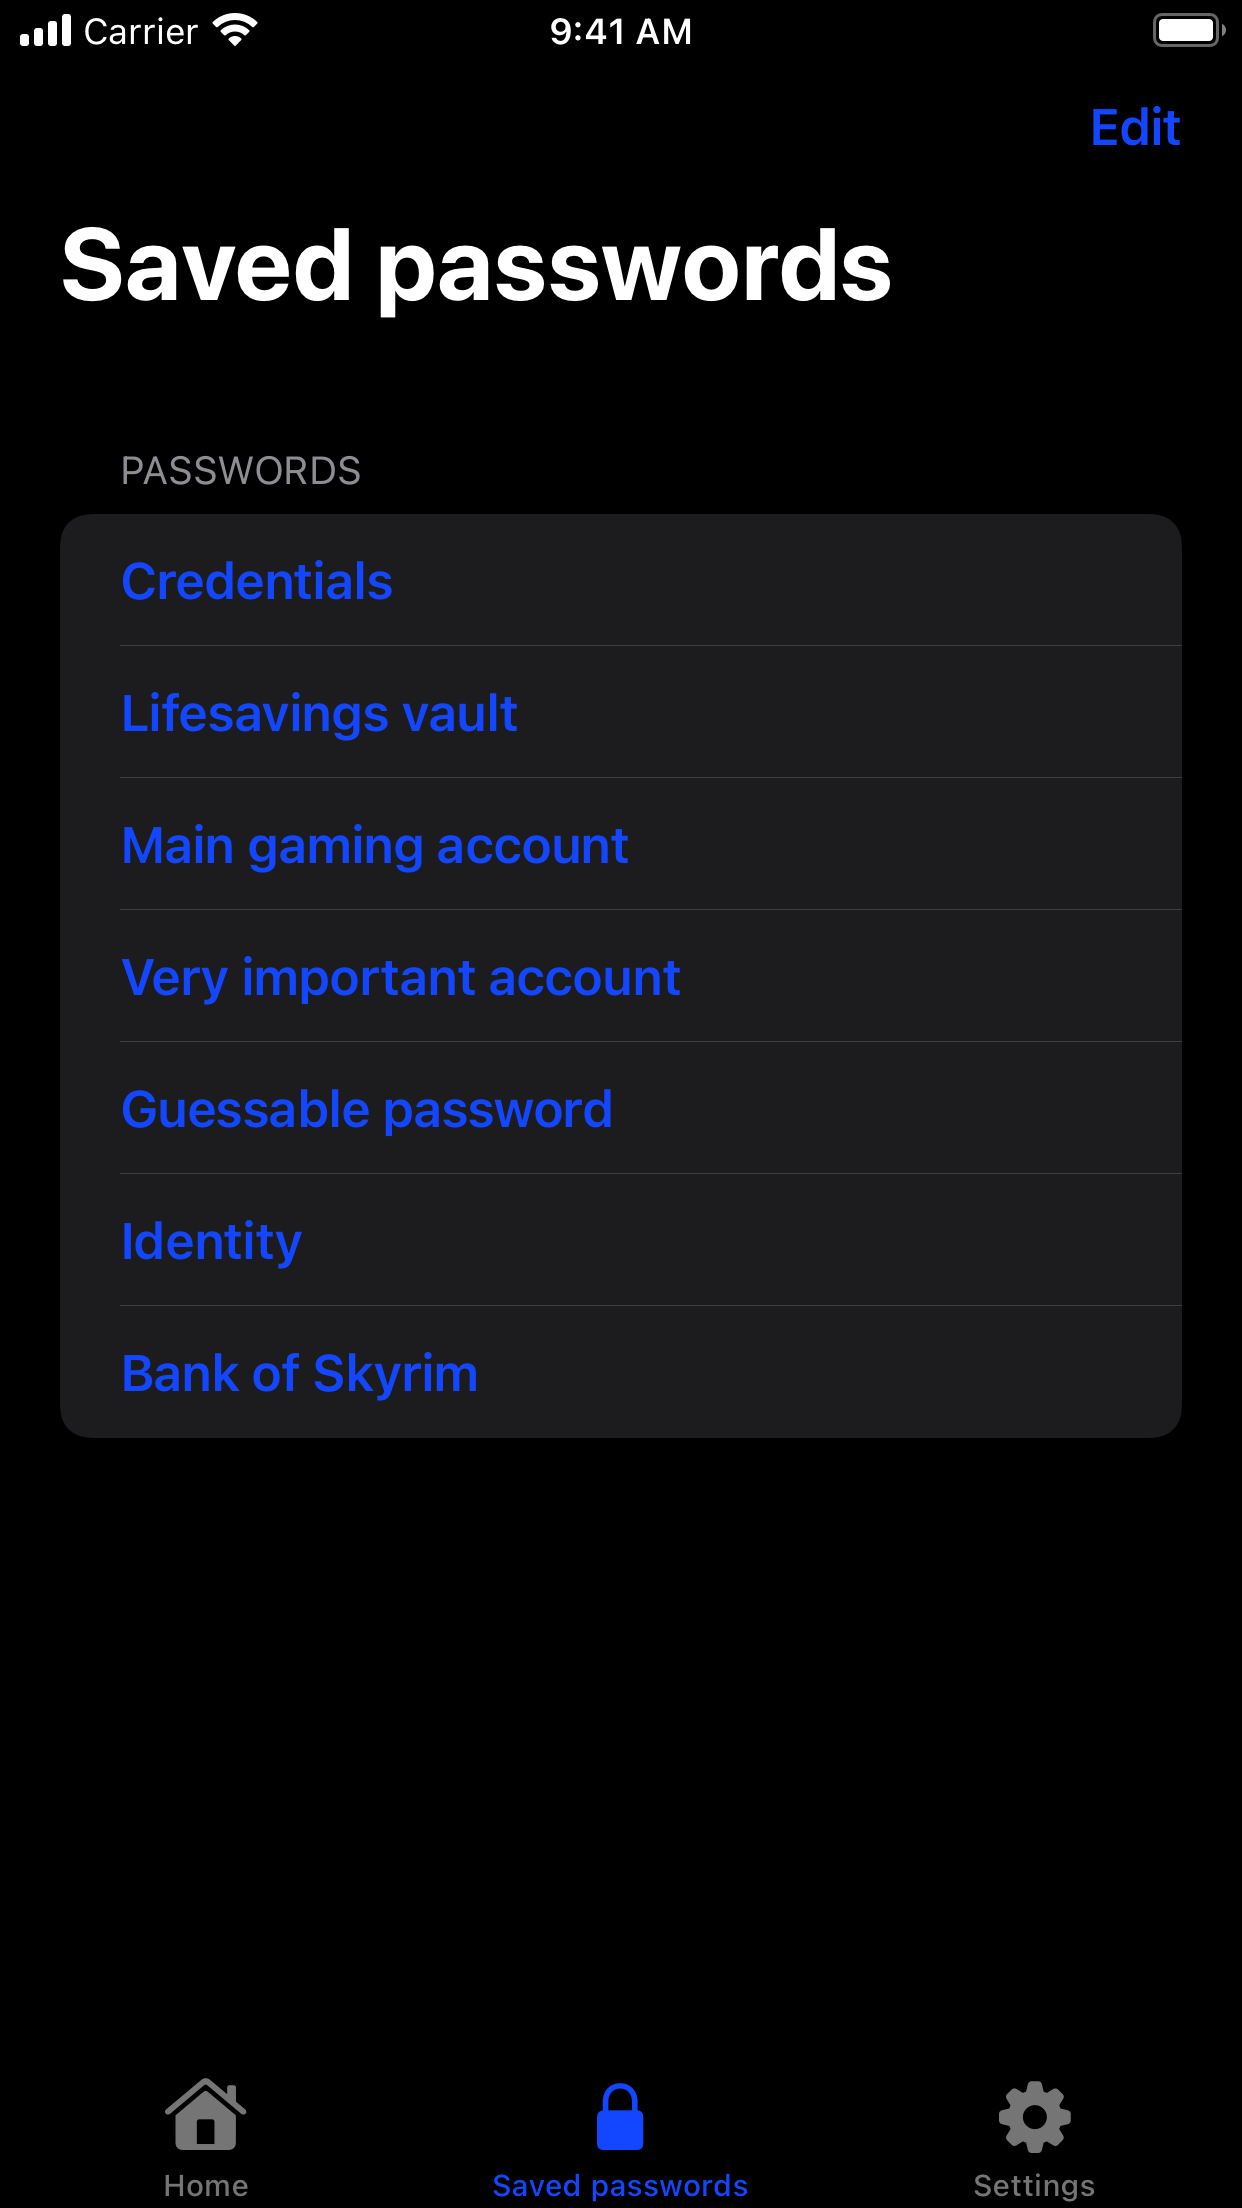 Carrier 9:41 AM
Edit
Saved passwords
PASSWORDS
Credentials
Lifesavings vault
Main gaming account
Very important account
Guessable password
Identity
Bank of Skyrim
Home Saved passwords Settings